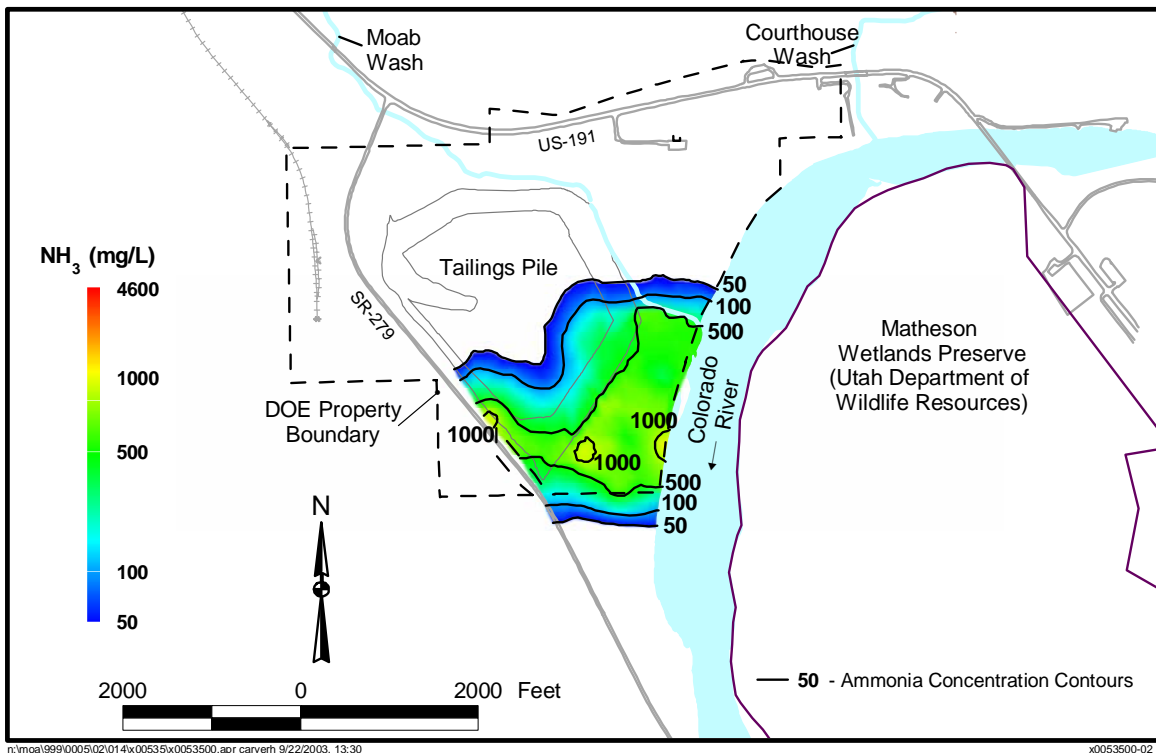 Moab
Wash
Courthouse
Wash
US-191
NH3 (mg/L)
4600
1000
500
100
50
Tailings Pile
SR-279
50
100
500
DOE Property
Boundary
1000
1000
1000
Colorado
River
500
100
50
Matheson
Wetlands Preserve
(Utah Department of
Wildlife Resources)
N
2000 0 2000 Feet
50 - Ammonia Concentration Contours
n:\moa\999\0005\02\014\x00535\x0053500.apr carverh 9/22/2003, 13:30
x0053500-02